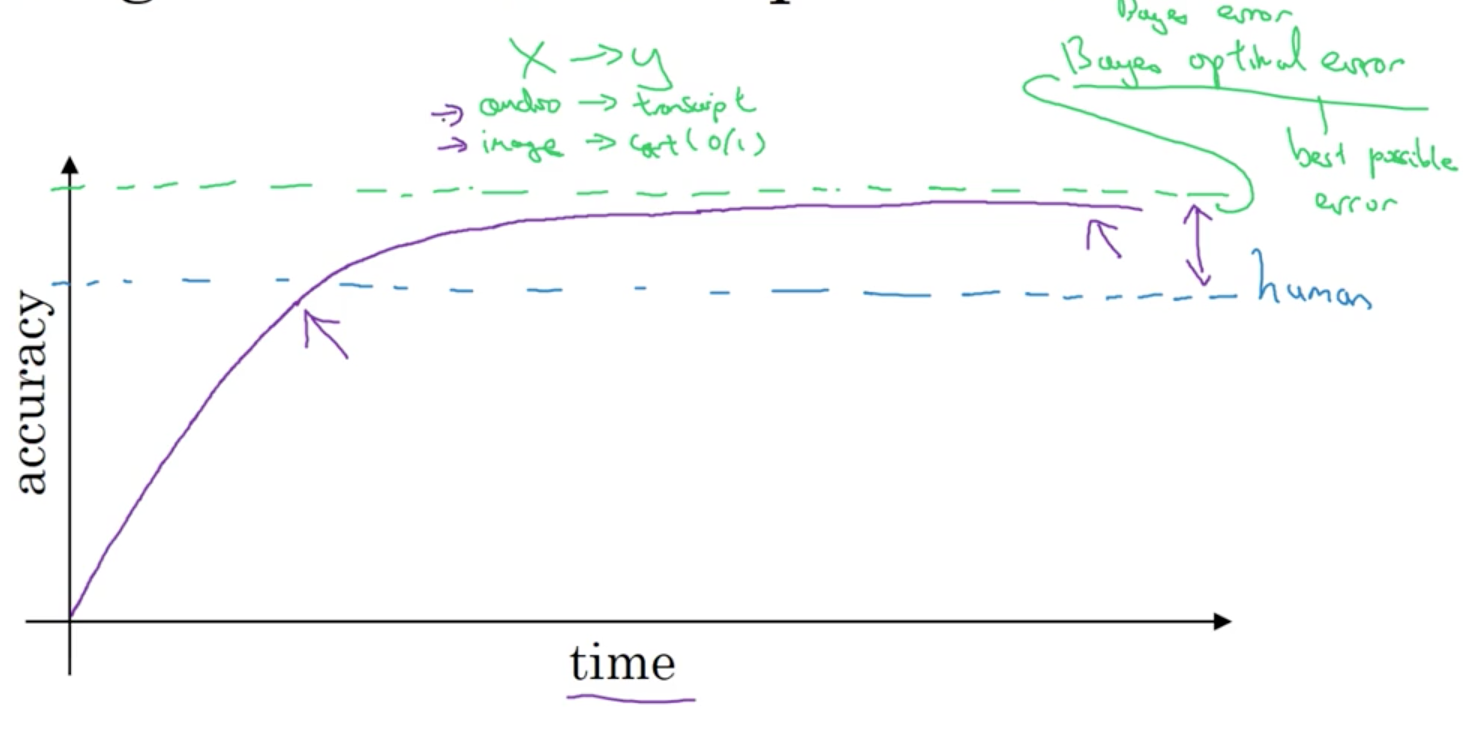 Bayes error
Bayes optimal error
best possible
error
X → y
audio → transcript
image → cat (0/1)
human
accuracy
time